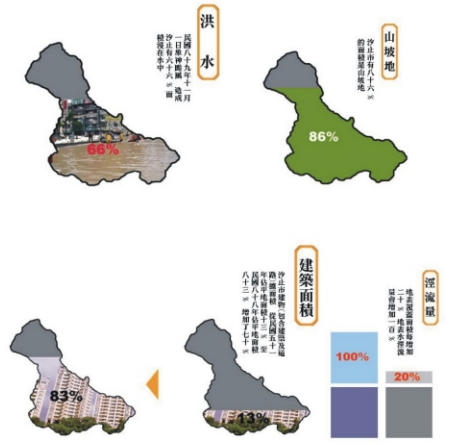 洪水
民國八十九年十一月
一日象神颱風，造成
汐止有六十六 % 面
積浸在水中
66%
山坡地
汐止市有八十六 %
的面積是山坡地
86%
建築面積
汐止市建物(包含建築及道
路)總面積 從民國五十一
年佔平地面積十三 % 至
民國八十八年佔平地面積
八十三 % 增加了七十 %
83%
13%
逕流量
地表覆蓋面積每增加
二十 % 地表水逕流
量會增加一百 %
100%
20%